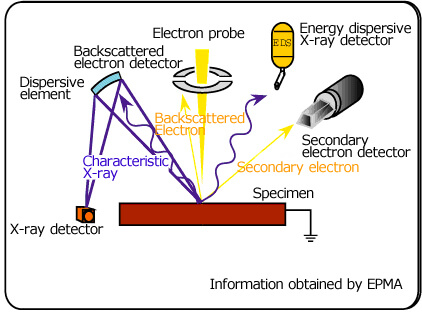 Electron probe
Energy dispersive
X-ray detector
EDS
Backscattered
electron detector
Dispersive
element
Backscattered
Electron
Secondary
electron detector
Characteristic
X-ray
Secondary electron
Specimen
X-ray detector
Information obtained by EPMA